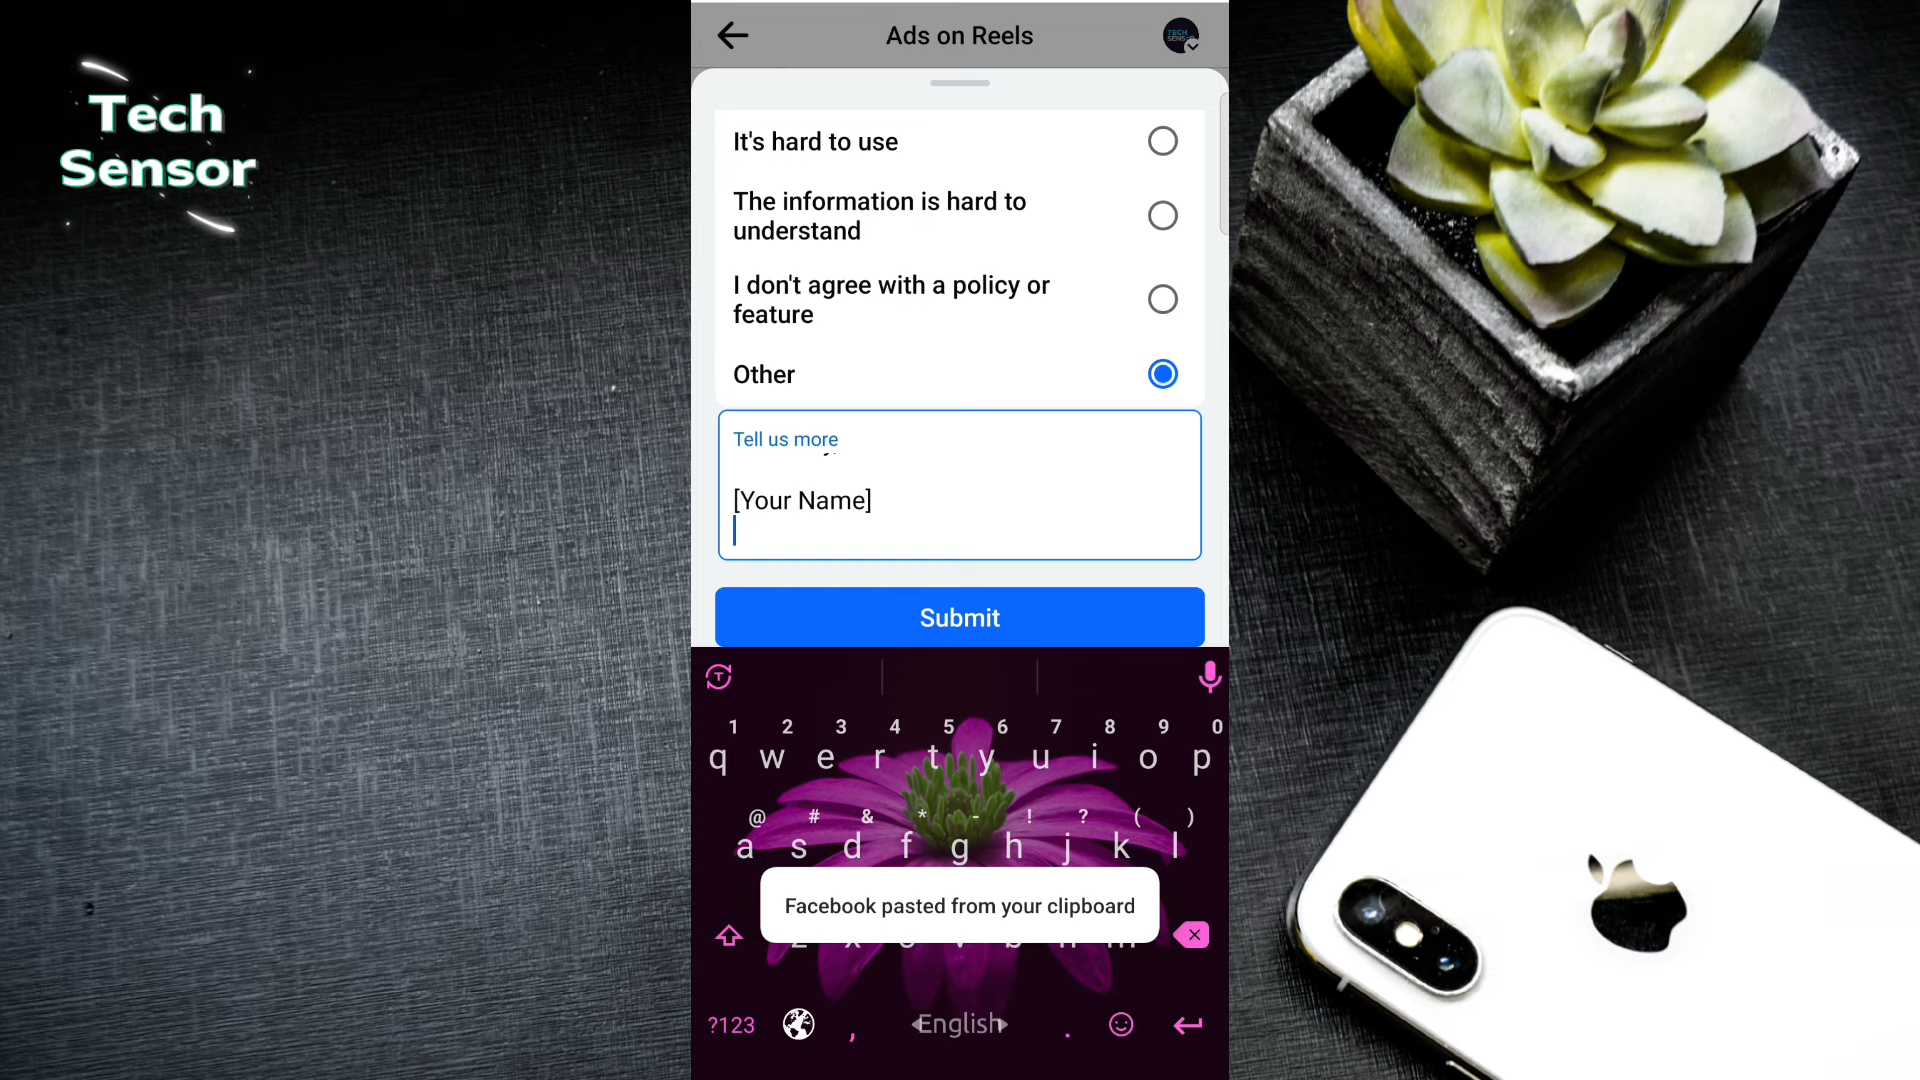 Tech
Sensor
Ads on Reels
TECH
It's hard to use
The information is hard to
understand
I don't agree with a policy or
feature
Other
Tell us more
[Your Name]
Submit
1 2 3 4 5 6 7 8 9 0
q w e r t y u i o p
@ # & * - ! ? ( )
a s d f g h j k l
Facebook pasted from your clipboard
?123 , English .